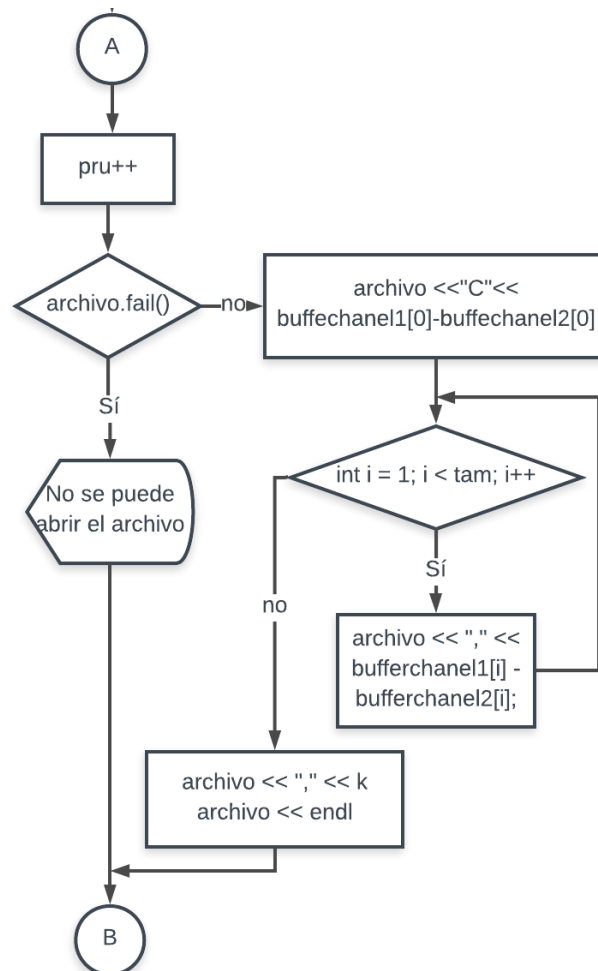 A
pru++
archivo.fail()
no
archivo <<"C"<<
buffechanel1[0]-buffechanel2[0]
Sí
int i = 1; i < tam; i++
No se puede
abrir el archivo
Sí
no
archivo << "," <<
bufferchanel1[i] -
bufferchanel2[i];
archivo << "," << k
archivo << endl
B